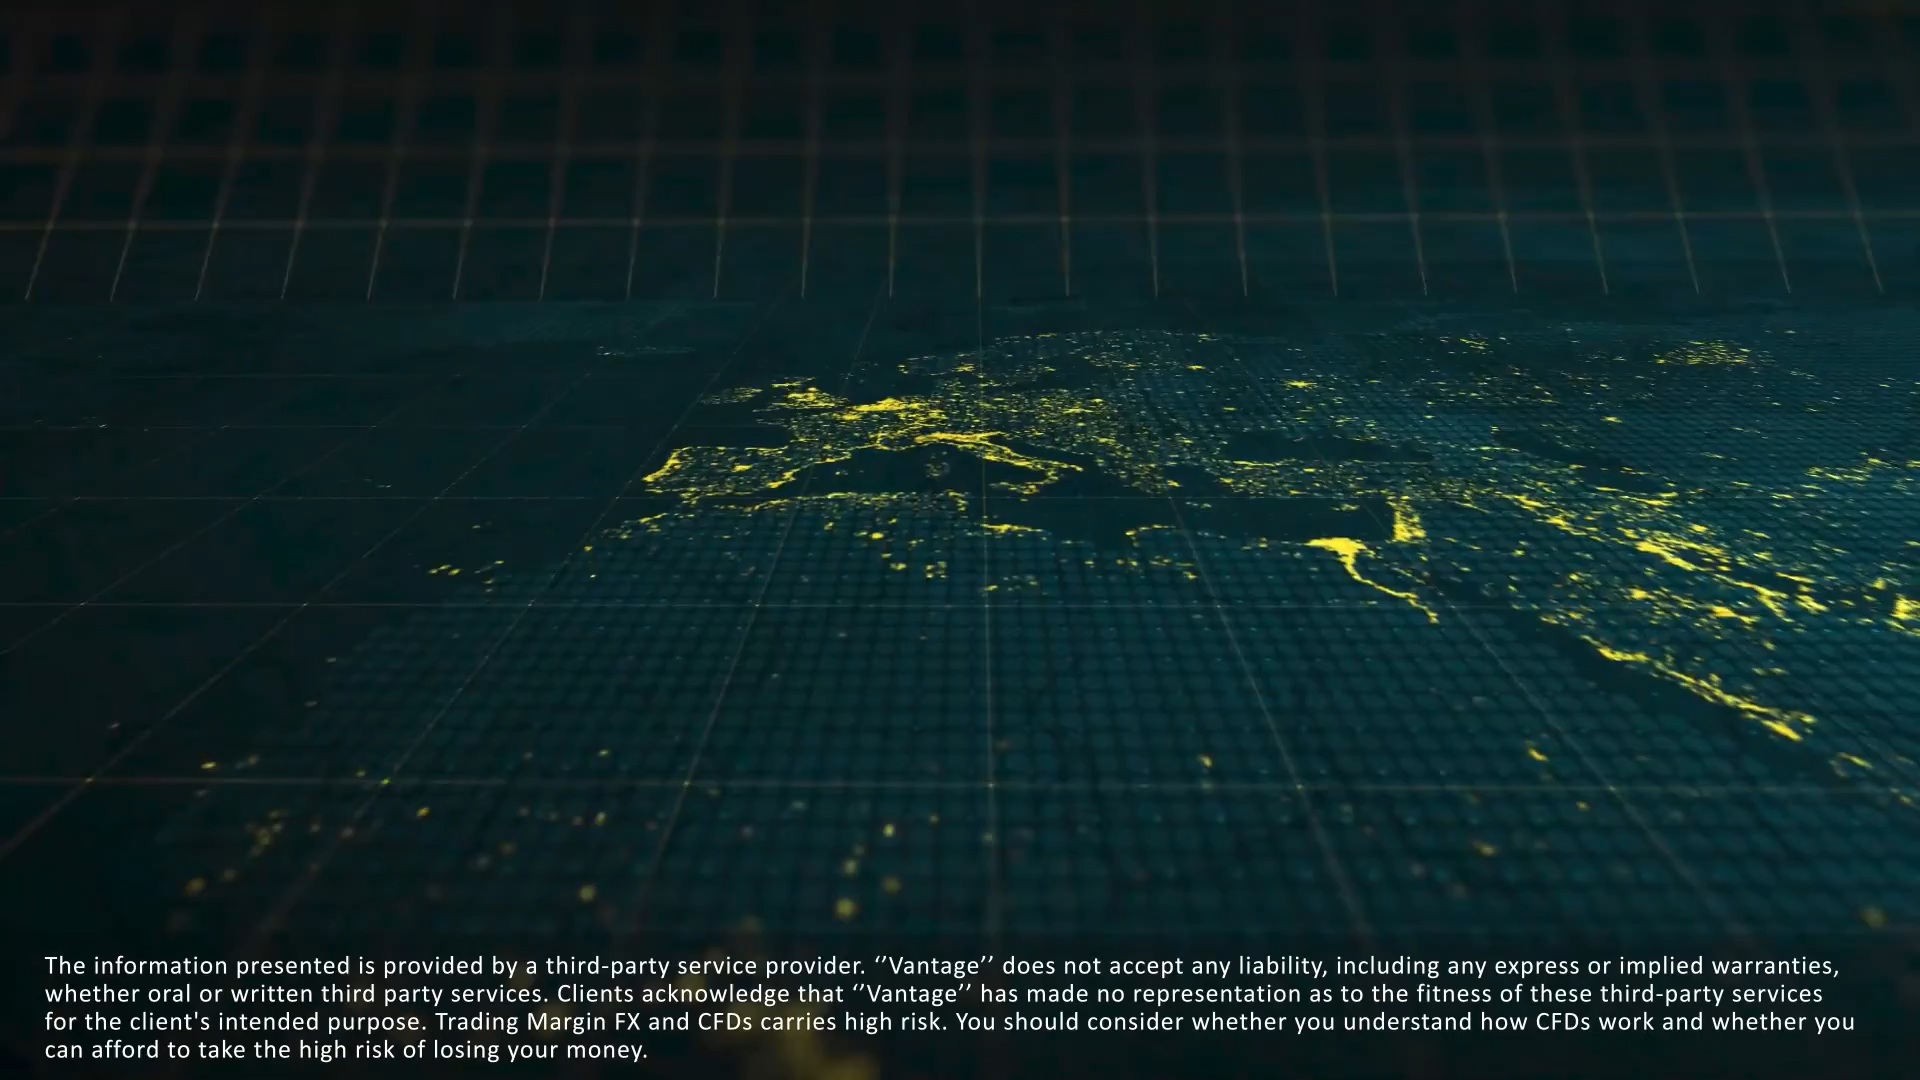 The information presented is provided by a third-party service provider. ‘’Vantage’’ does not accept any liability, including any express or implied warranties,
whether oral or written third party services. Clients acknowledge that ‘’Vantage’’ has made no representation as to the fitness of these third-party services
for the client's intended purpose. Trading Margin FX and CFDs carries high risk. You should consider whether you understand how CFDs work and whether you
can afford to take the high risk of losing your money.